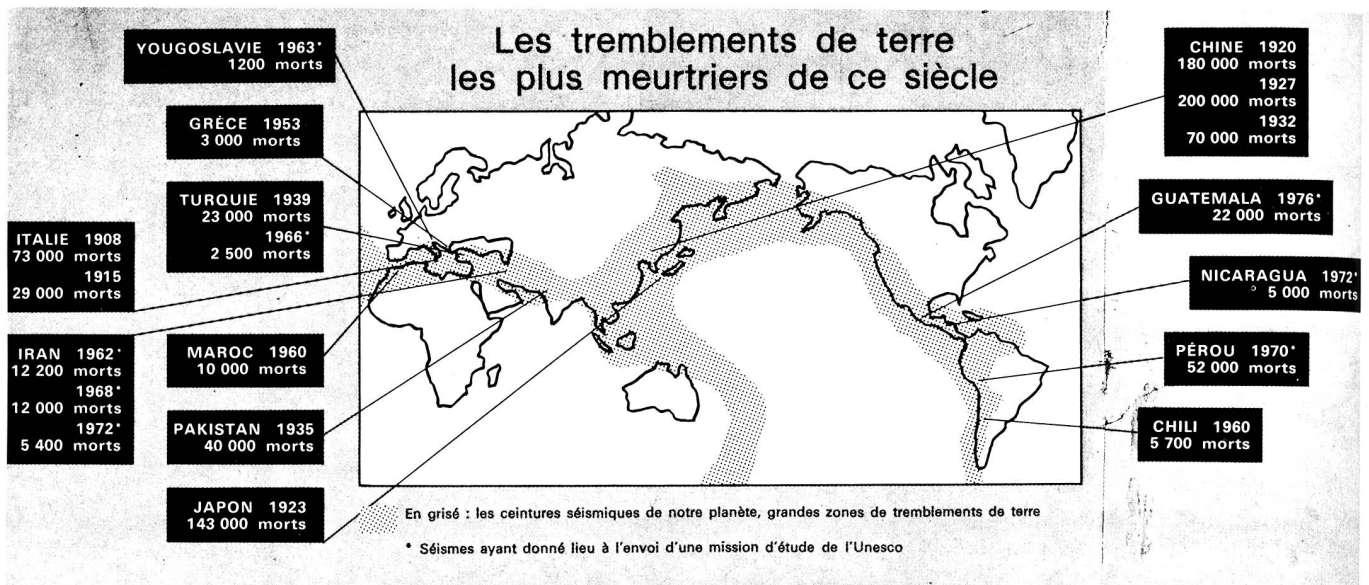 Les tremblements de terre
les plus meurtriers de ce siècle
YOUGOSLAVIE 1963*
1200 morts
GRÈCE 1953
3 000 morts
TURQUIE 1939
23 000 morts
1966*
2 500 morts
ITALIE 1908
73 000 morts
1915
29 000 morts
IRAN 1962*
12 200 morts
1968*
12 000 morts
1972*
5 400 morts
MAROC 1960
10 000 morts
PAKISTAN 1935
40 000 morts
JAPON 1923
143 000 morts
CHINE 1920
180 000 morts
1927
200 000 morts
1932
70 000 morts
GUATEMALA 1976*
22 000 morts
NICARAGUA 1972*
5 000 morts
PÉROU 1970*
52 000 morts
CHILI 1960
5 700 morts
En grisé : les ceintures séismiques de notre planète, grandes zones de tremblements de terre
* Séismes ayant donné lieu à l'envoi d'une mission d'étude de l'Unesco